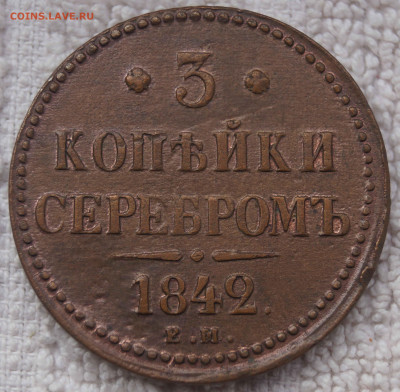 COINS.LAVE.RU
3
КОПѢЙКИ
СЕРЕБРОМЪ
1842.
Е.М.